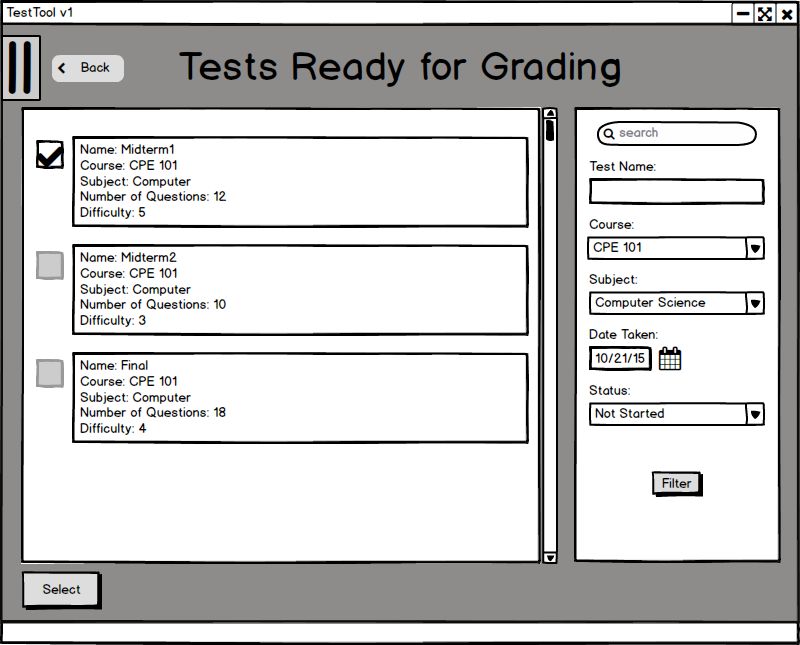 TestTool v1
Back
Tests Ready for Grading
Name: Midterm1
Course: CPE 101
Subject: Computer
Number of Questions: 12
Difficulty: 5
Name: Midterm2
Course: CPE 101
Subject: Computer
Number of Questions: 10
Difficulty: 3
Name: Final
Course: CPE 101
Subject: Computer
Number of Questions: 18
Difficulty: 4
search
Test Name:
Course:
CPE 101
Subject:
Computer Science
Date Taken:
10/21/15
Status:
Not Started
Filter
Select